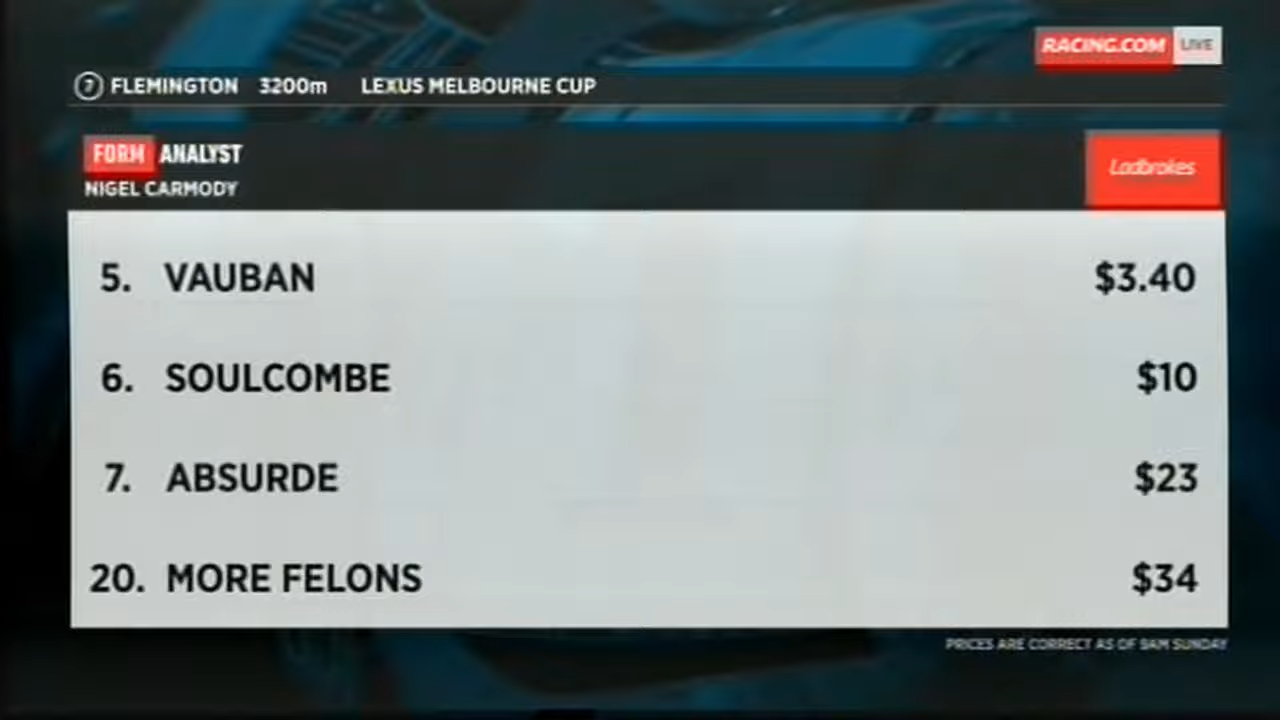 RACING.COM LIVE
7 FLEMINGTON 3200m LEXUS MELBOURNE CUP
FORM ANALYST
NIGEL CARMODY
Ladbrokes
5. VAUBAN $3.40
6. SOULCOMBE $10
7. ABSURDE $23
20. MORE FELONS $34
PRICES ARE CORRECT AS OF 9AM SUNDAY